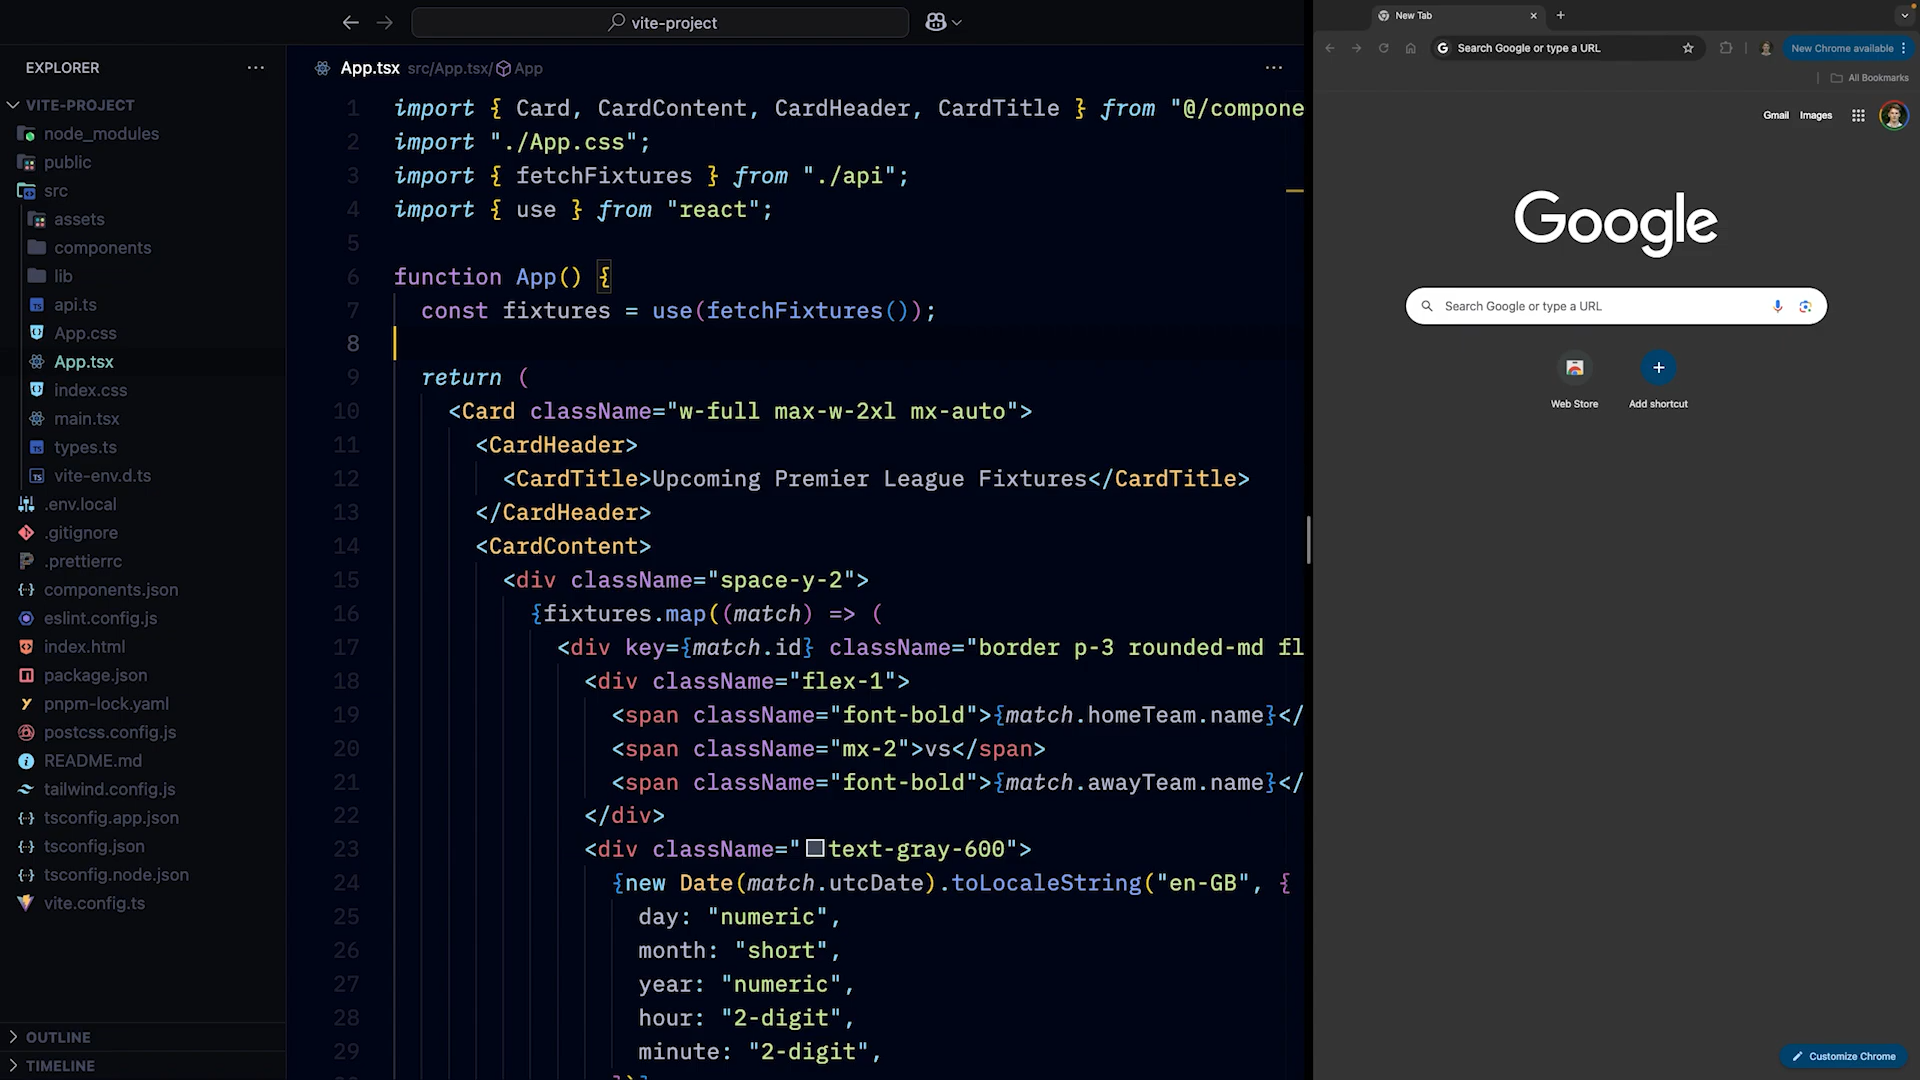 vite-project
EXPLORER
VITE-PROJECT
node_modules
public
src
assets
components
lib
api.ts
App.css
App.tsx
index.css
main.tsx
types.ts
vite-env.d.ts
.env.local
.gitignore
.prettierrc
components.json
eslint.config.js
index.html
package.json
pnpm-lock.yaml
postcss.config.js
README.md
tailwind.config.js
tsconfig.app.json
tsconfig.json
tsconfig.node.json
vite.config.ts
OUTLINE
TIMELINE
App.tsx src/App.tsx/ App
1 import { Card, CardContent, CardHeader, CardTitle } from "@/compone
2 import "./App.css";
3 import { fetchFixtures } from "./api";
4 import { use } from "react";
5
6 function App() {
7 const fixtures = use(fetchFixtures());
8
9 return (
10 <Card className="w-full max-w-2xl mx-auto">
11 <CardHeader>
12 <CardTitle>Upcoming Premier League Fixtures</CardTitle>
13 </CardHeader>
14 <CardContent>
15 <div className="space-y-2">
16 {fixtures.map((match) => (
17 <div key={match.id} className="border p-3 rounded-md fl
18 <div className="flex-1">
19 <span className="font-bold">{match.homeTeam.name}</
20 <span className="mx-2">vs</span>
21 <span className="font-bold">{match.awayTeam.name}</
22 </div>
23 <div className="text-gray-600">
24 {new Date(match.utcDate).toLocaleString("en-GB", {
25 day: "numeric",
26 month: "short",
27 year: "numeric",
28 hour: "2-digit",
29 minute: "2-digit",
New Tab
Search Google or type a URL
New Chrome available
All Bookmarks
Gmail Images
Google
Search Google or type a URL
Web Store Add shortcut
Customize Chrome